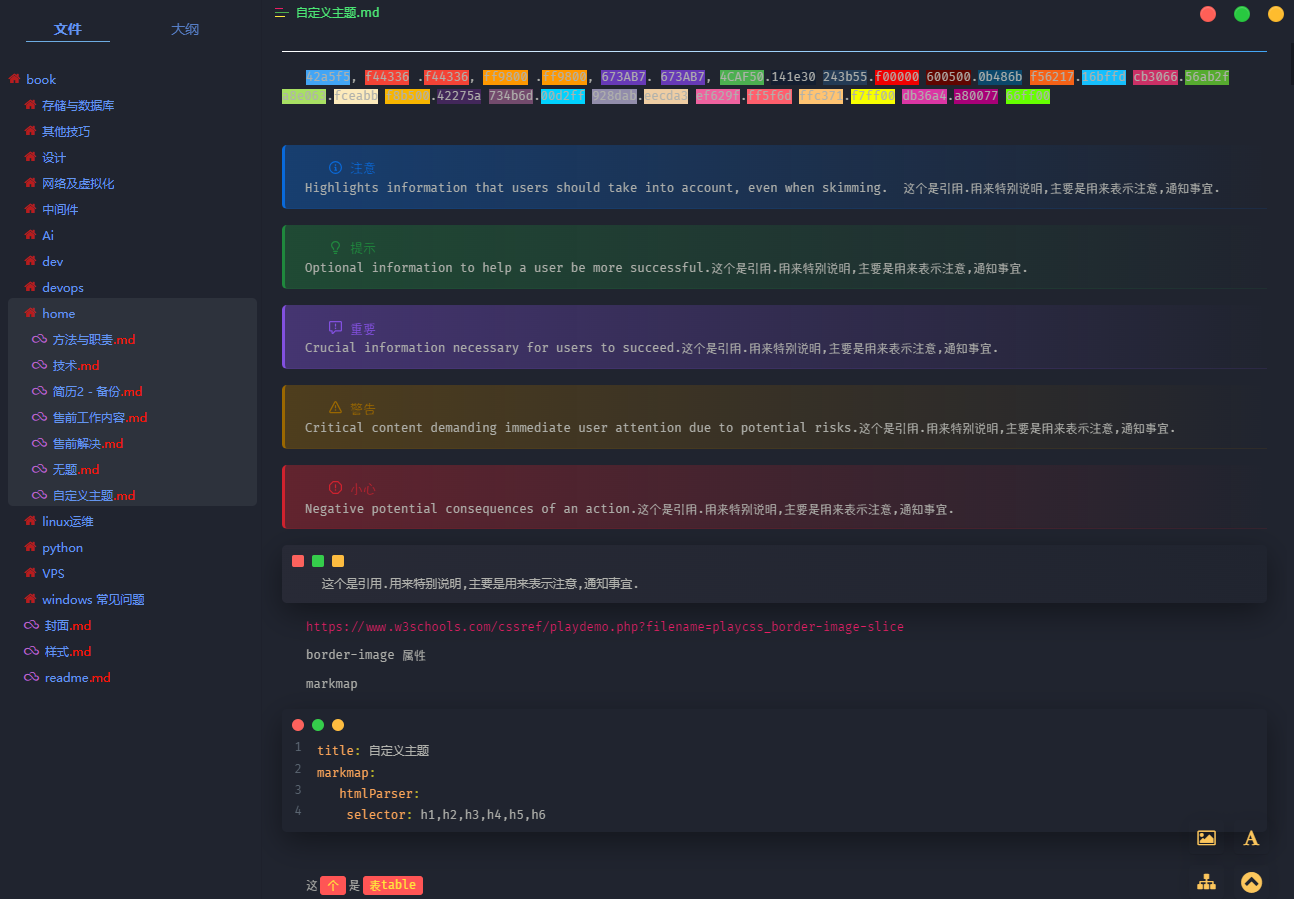 文件
大纲
book
存储与数据库
其他技巧
设计
网络及虚拟化
中间件
Ai
dev
devops
home
方法与职责.md
技术.md
简历2 - 备份.md
售前工作内容.md
售前解决.md
无题.md
自定义主题.md
linux运维
python
VPS
windows 常见问题
封面.md
样式.md
readme.md
自定义主题.md
42a5f5, f44336 .f44336, ff9800 .ff9800, 673AB7. 673AB7, 4CAF50.141e30 243b55.f00000 600500.0b486b f56217.16bffd cb3066.56ab2f
.fceabb .42275a 734b6d.00d2ff 928dab.eecda3 ef629f.ff5f6d ffc371.f7ff00 db36a4.a80077
注意
Highlights information that users should take into account, even when skimming. 这个是引用.用来特别说明,主要是用来表示注意,通知事宜.
提示
Optional information to help a user be more successful.这个是引用.用来特别说明,主要是用来表示注意,通知事宜.
重要
Crucial information necessary for users to succeed.这个是引用.用来特别说明,主要是用来表示注意,通知事宜.
警告
Critical content demanding immediate user attention due to potential risks.这个是引用.用来特别说明,主要是用来表示注意,通知事宜.
小心
Negative potential consequences of an action.这个是引用.用来特别说明,主要是用来表示注意,通知事宜.
这个是引用.用来特别说明,主要是用来表示注意,通知事宜.
https://www.w3schools.com/cssref/playdemo.php?filename=playcss_border-image-slice
border-image 属性
markmap
1 title: 自定义主题
2 markmap:
3 htmlParser:
4 selector: h1,h2,h3,h4,h5,h6
这 个 是 表table
A